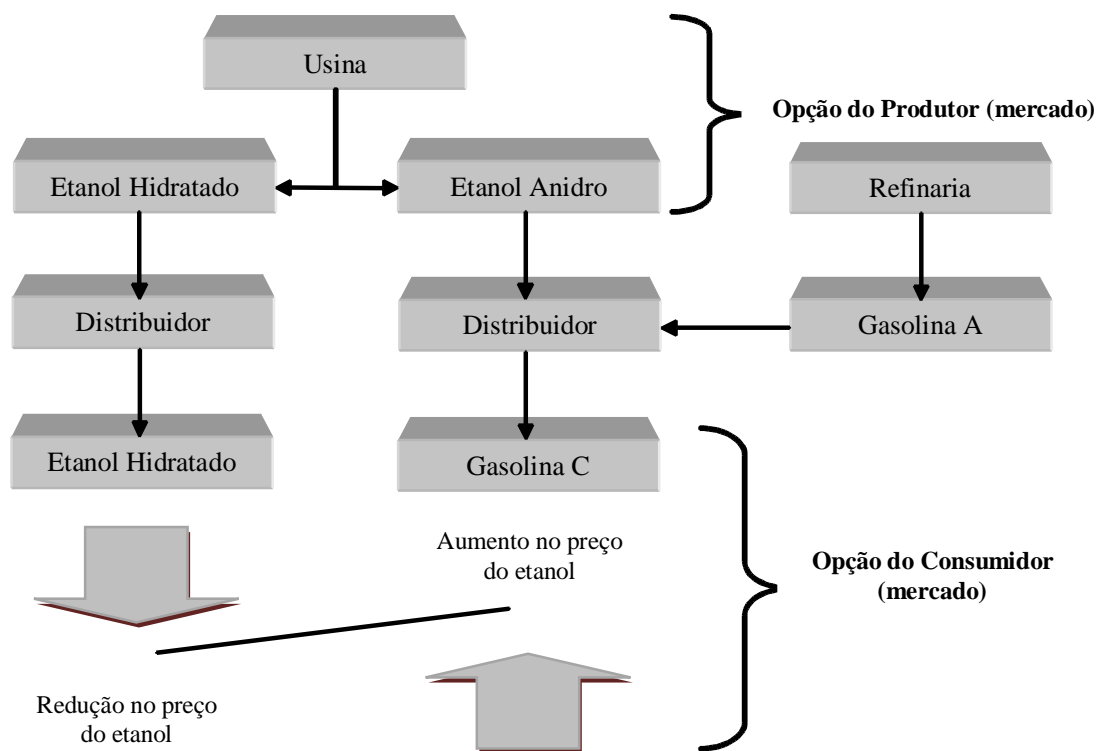 Usina
Opção do Produtor (mercado)
Etanol Hidratado
Etanol Anidro
Refinaria
Distribuidor
Distribuidor
Gasolina A
Etanol Hidratado
Gasolina C
Aumento no preço
do etanol
Opção do Consumidor
(mercado)
Redução no preço
do etanol